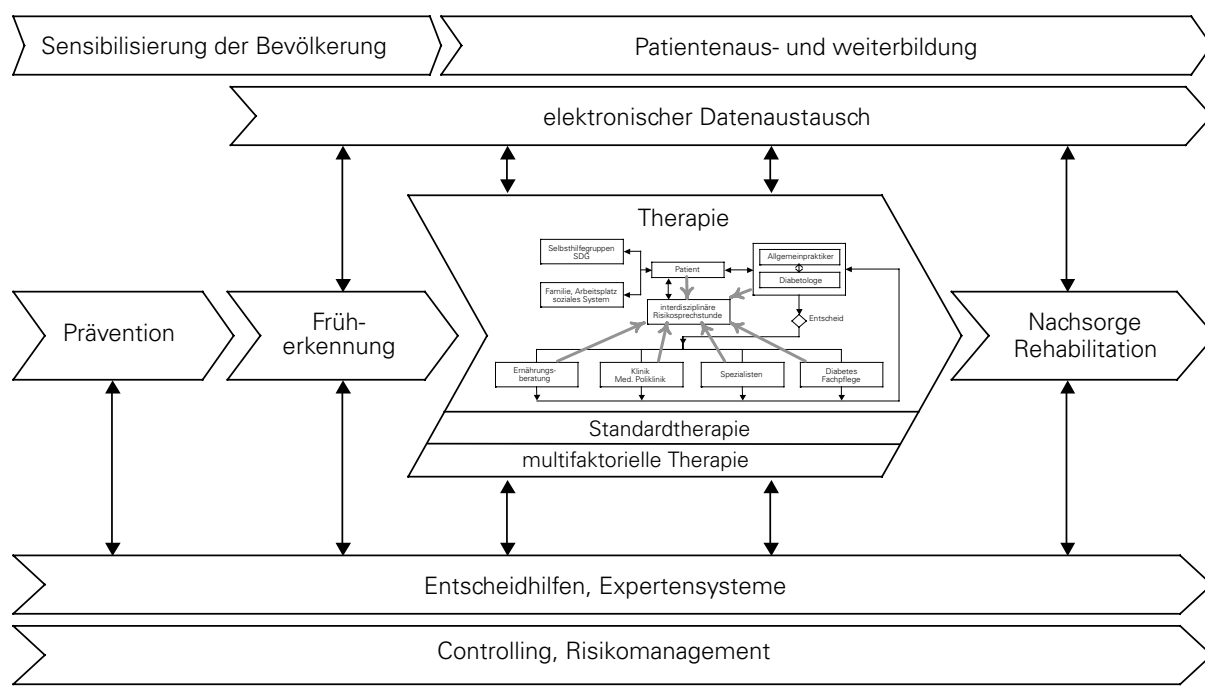 Sensibilisierung der Bevölkerung
Patientenaus- und weiterbildung
elektronischer Datenaustausch
Therapie
Selbsthilfegruppen
SDG
Patient
Allgemeinpraktiker
Diabetologe
Familie, Arbeitsplatz
soziales System
interdisziplinäre
Risikosprechstunde
Entscheid
Ernährungs-
beratung
Klinik
Med. Poliklinik
Spezialisten
Diabetes
Fachpflege
Standardtherapie
multifaktorielle Therapie
Prävention
Früh-
erkennung
Nachsorge
Rehabilitation
Entscheidhilfen, Expertensysteme
Controlling, Risikomanagement